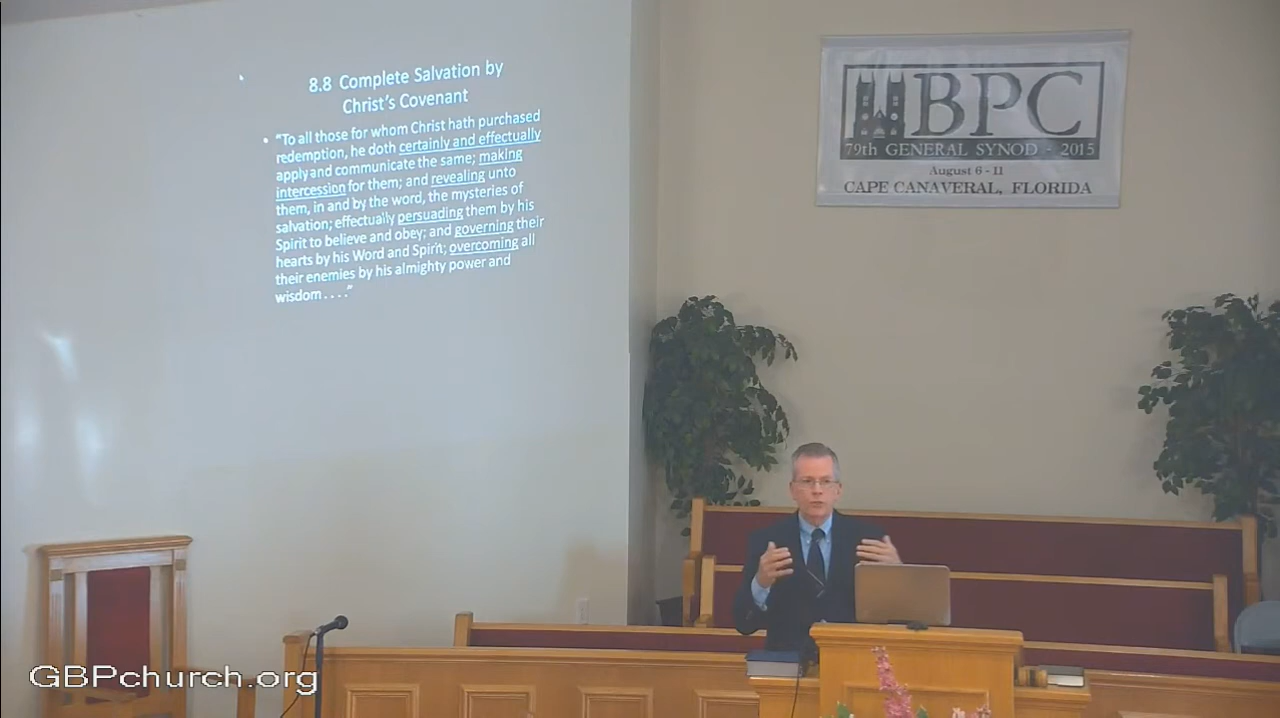 8.8 Complete Salvation by
Christ's Covenant
• "To all those for whom Christ hath purchased
redemption, he doth certainly and effectually
apply and communicate the same; making
intercession for them; and revealing unto
them, in and by the word, the mysteries of
salvation; effectually persuading them by his
Spirit to believe and obey; and governing their
hearts by his Word and Spirit; overcoming all
their enemies by his almighty power and
wisdom . . . ."
BPC
79th GENERAL SYNOD - 2015
August 6 - 11
CAPE CANAVERAL, FLORIDA
GBPchurch.org